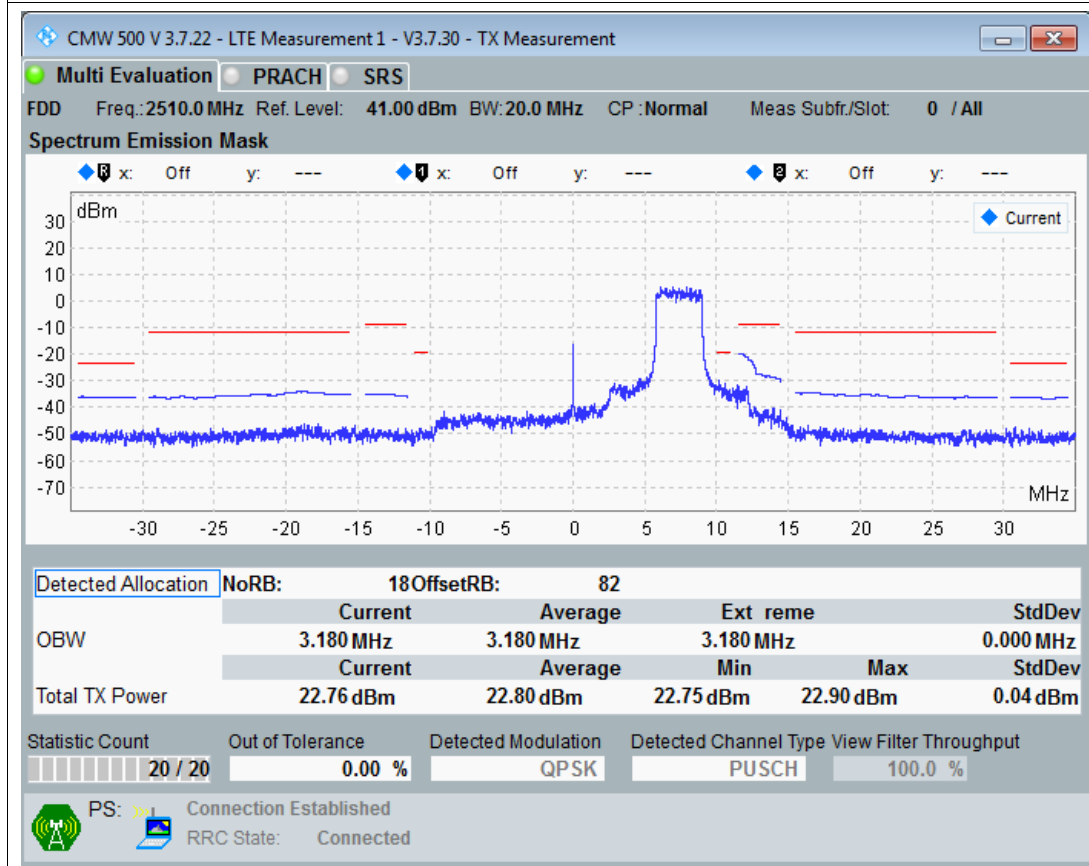 CMW 500 V 3.7.22 - LTE Measurement 1 - V3.7.30 - TX Measurement
Multi Evaluation PRACH SRS
FDD Freq.: 2510.0 MHz Ref. Level: 41.00 dBm BW: 20.0 MHz CP : Normal Meas Subfr./Slot: 0 / All
Spectrum Emission Mask
R x: Off y: --- 1 x: Off y: --- 2 x: Off y: ---
dBm
Current
30
20
10
0
-10
-20
-30
-40
-50
-60
-70
MHz
-30 -25 -20 -15 -10 -5 0 5 10 15 20 25 30
Detected Allocation NoRB: 18 OffsetRB: 82
Current Average Ext reme StdDev
OBW 3.180 MHz 3.180 MHz 3.180 MHz 0.000 MHz
Current Average Min Max StdDev
Total TX Power 22.76 dBm 22.80 dBm 22.75 dBm 22.90 dBm 0.04 dBm
Statistic Count Out of Tolerance Detected Modulation Detected Channel Type View Filter Throughput
20 / 20 0.00 % QPSK PUSCH 100.0 %
PS: Connection Established
RRC State: Connected